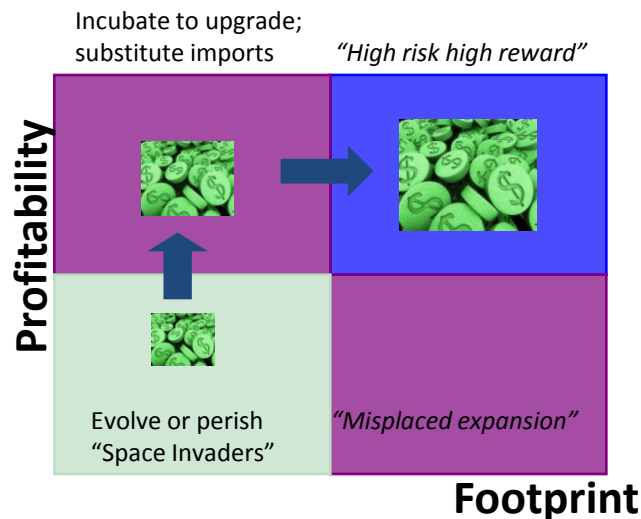 Incubate to upgrade;
substitute imports
“High risk high reward”
Profitability
Evolve or perish
“Space Invaders”
“Misplaced expansion”
Footprint